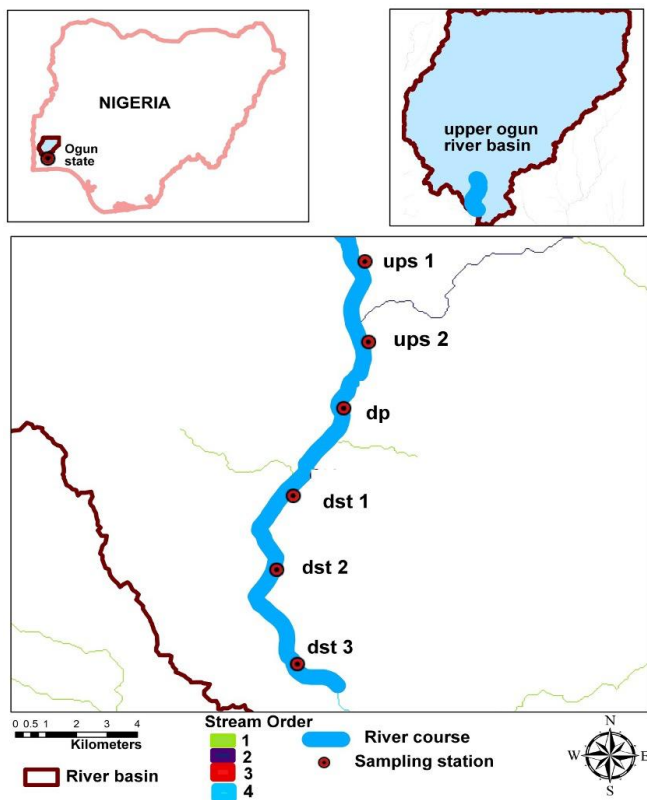 NIGERIA
Ogun
state
upper ogun
river basin
ups 1
ups 2
dp
dst 1
dst 2
dst 3
0 0.5 1 2 3 4
Kilometers
River basin
Stream Order
1
2
3
4
River course
Sampling station
N
W E
S